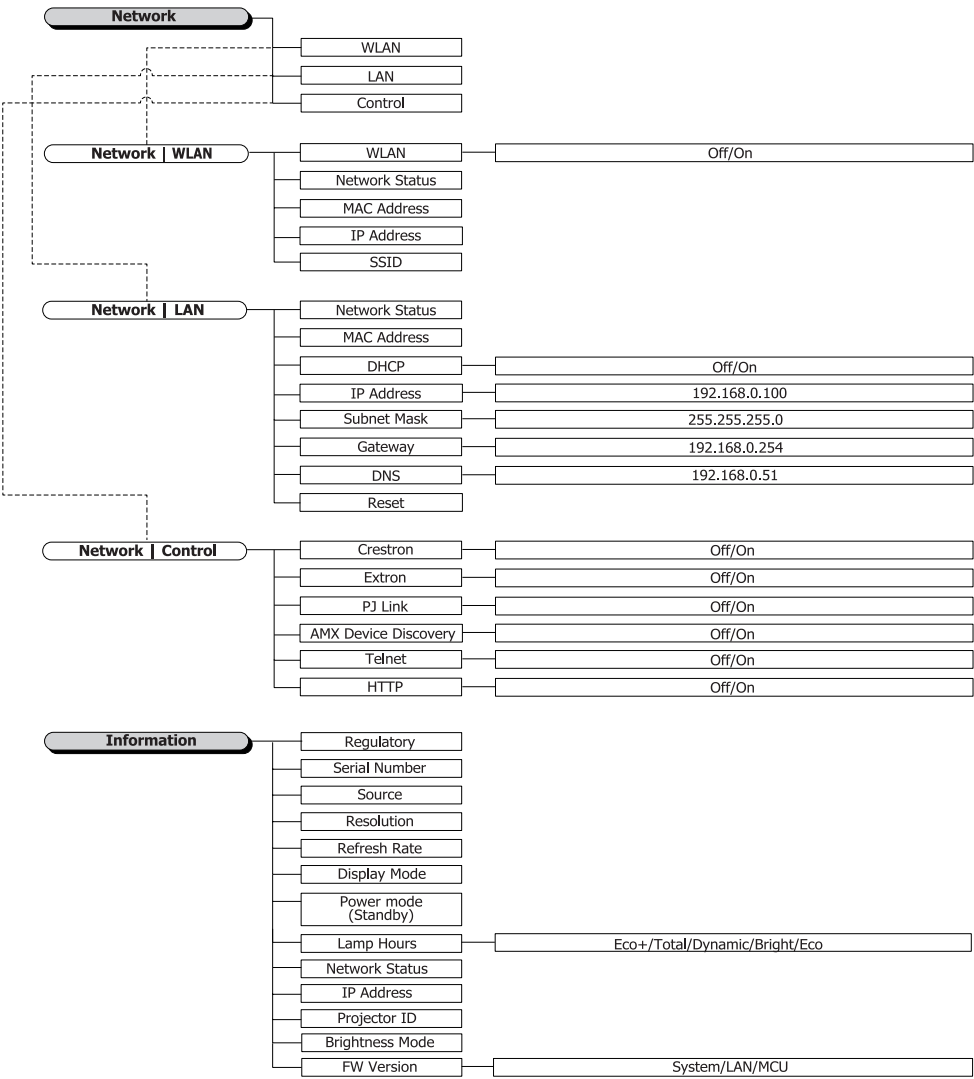 Network
WLAN
LAN
Control
Network | WLAN
WLAN
Off/On
Network Status
MAC Address
IP Address
SSID
Network | LAN
Network Status
MAC Address
DHCP
Off/On
IP Address
192.168.0.100
Subnet Mask
255.255.255.0
Gateway
192.168.0.254
DNS
192.168.0.51
Reset
Network | Control
Crestron
Off/On
Extron
Off/On
PJ Link
Off/On
AMX Device Discovery
Off/On
Telnet
Off/On
HTTP
Off/On
Information
Regulatory
Serial Number
Source
Resolution
Refresh Rate
Display Mode
Power mode
(Standby)
Lamp Hours
Eco+/Total/Dynamic/Bright/Eco
Network Status
IP Address
Projector ID
Brightness Mode
FW Version
System/LAN/MCU